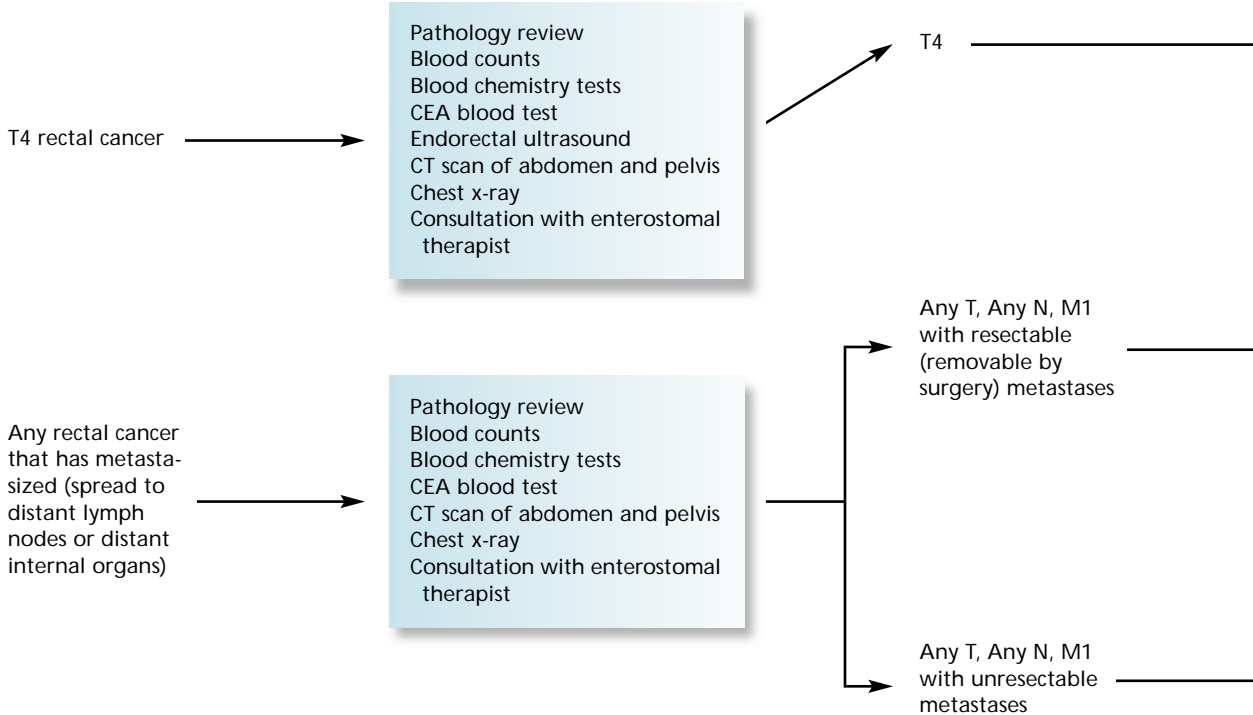 T4 rectal cancer
Pathology review
Blood counts
Blood chemistry tests
CEA blood test
Endorectal ultrasound
CT scan of abdomen and pelvis
Chest x-ray
Consultation with enterostomal
therapist
T4
Any rectal cancer
that has metasta-
sized (spread to
distant lymph
nodes or distant
internal organs)
Pathology review
Blood counts
Blood chemistry tests
CEA blood test
CT scan of abdomen and pelvis
Chest x-ray
Consultation with enterostomal
therapist
Any T, Any N, M1
with resectable
(removable by
surgery) metastases
Any T, Any N, M1
with unresectable
metastases